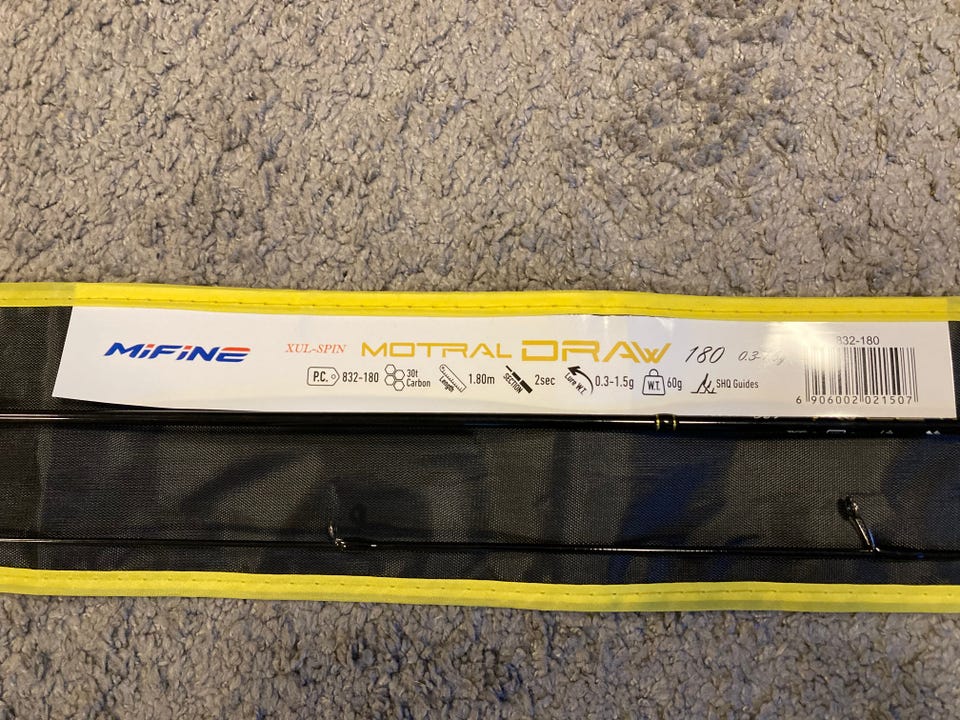 MiFiNE XUL-SPIN MOTRAL DRAW 180
832-180
P.C. 832-180 30t Carbon Length 1.80m SECTION 2sec Lure W.T. 0.3-1.5g W.T. 60g SHQ Guides
6 906002 021507